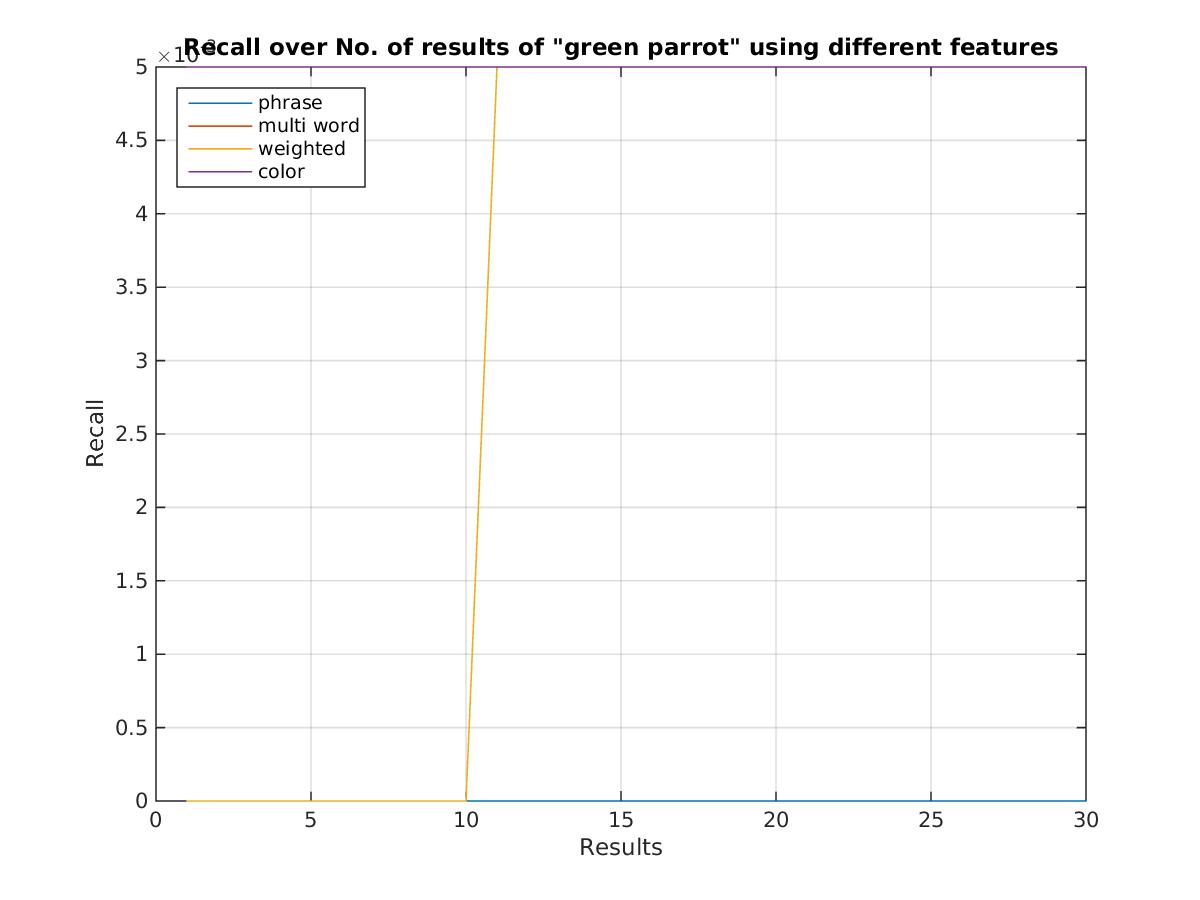 Recall over No. of results of "green parrot" using different features
×10
5
4.5
4
3.5
3
2.5
2
1.5
1
0.5
0
phrase
multi word
weighted
color
Recall
0 5 10 15 20 25 30
Results